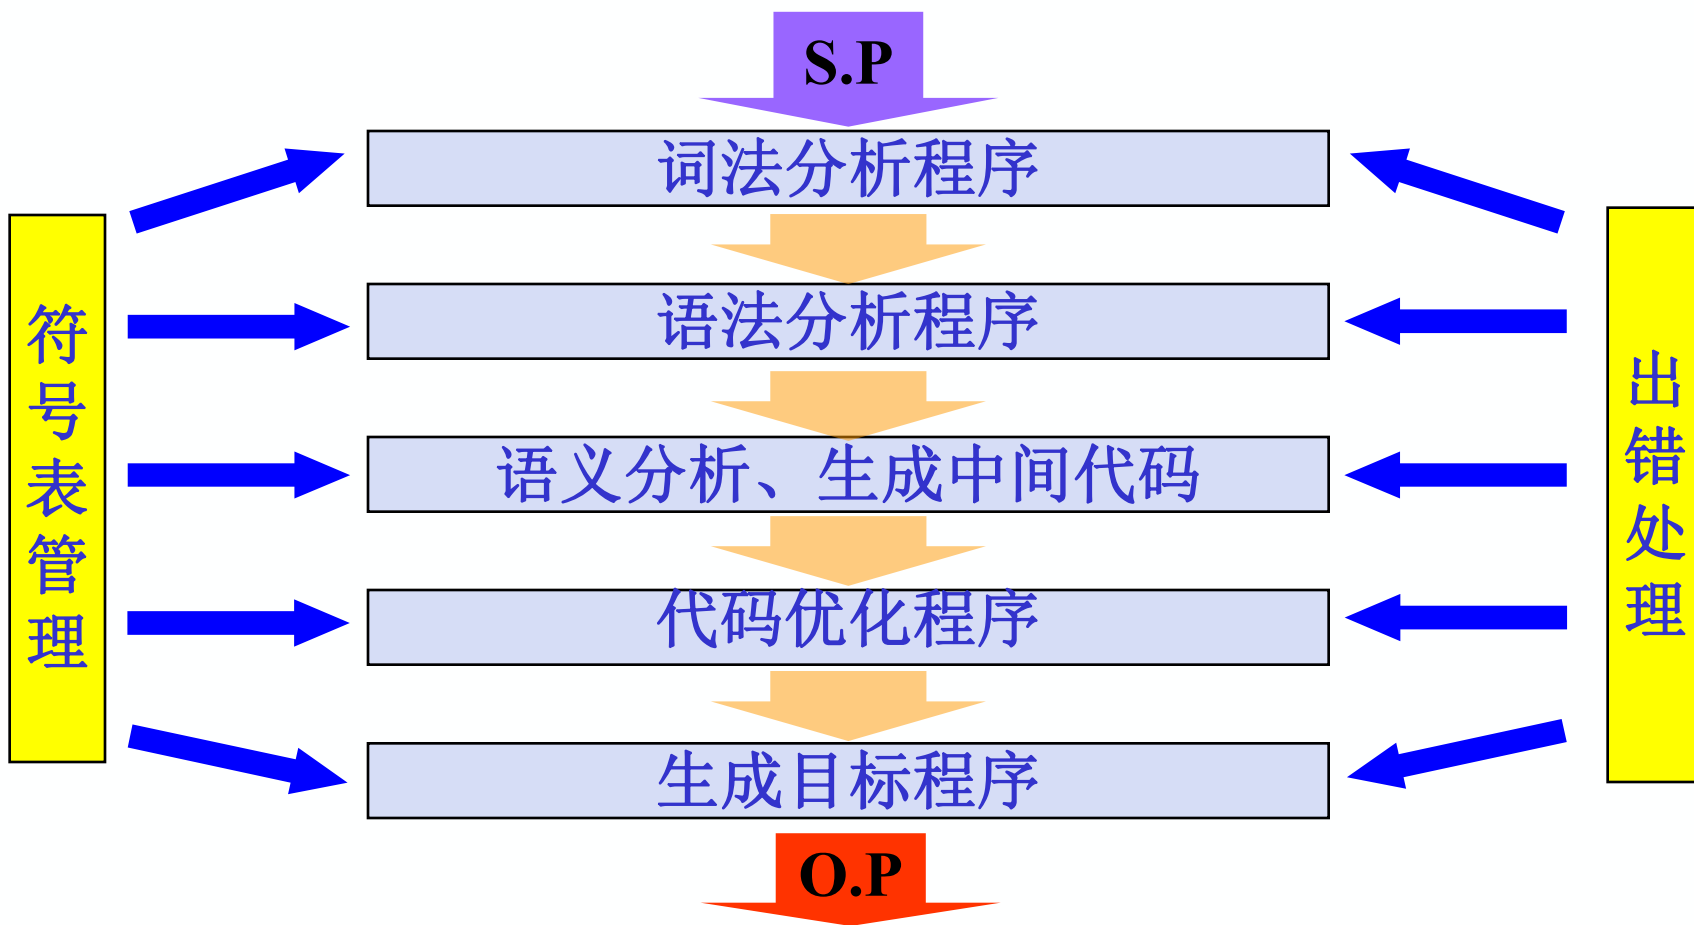 S.P
词法分析程序
语法分析程序
语义分析、生成中间代码
代码优化程序
生成目标程序
O.P
符号表管理
出错处理